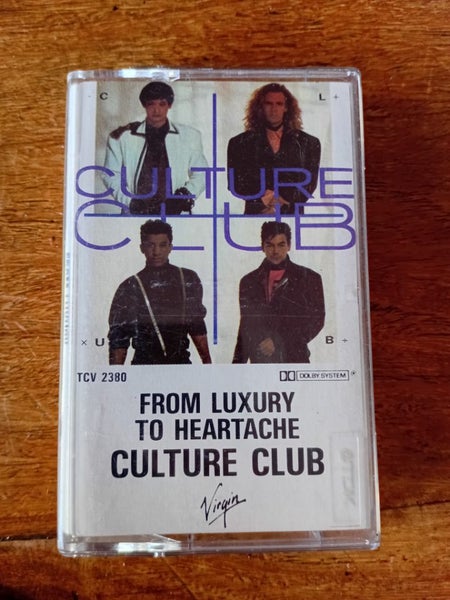 C L +
CULTURE
CLUB
× U B ÷
TCV 2380 DOLBY SYSTEM
FROM LUXURY
TO HEARTACHE
CULTURE CLUB
Virgin